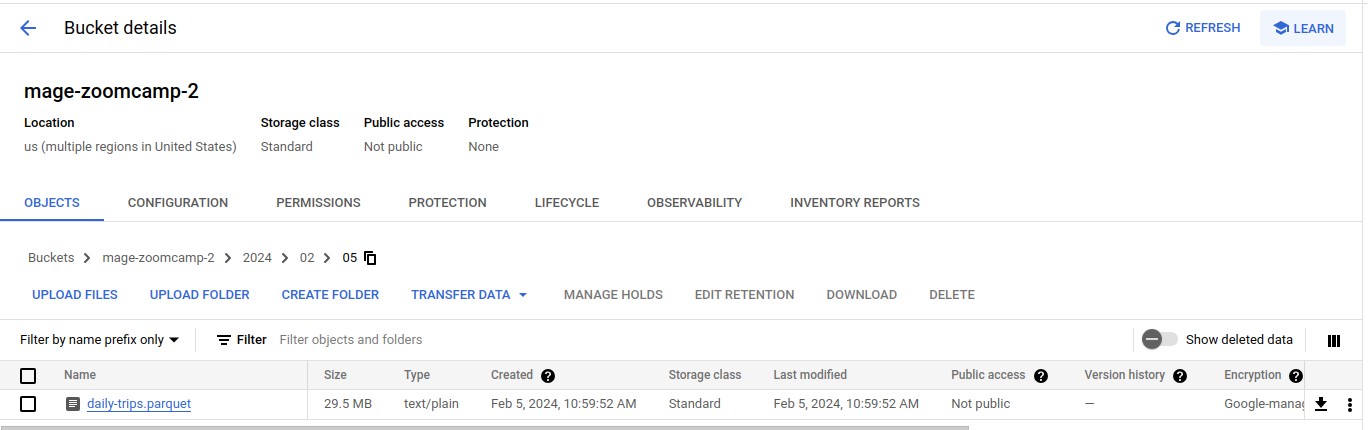 Bucket details
REFRESH
LEARN
mage-zoomcamp-2
Location Storage class Public access Protection
us (multiple regions in United States) Standard Not public None
OBJECTS CONFIGURATION PERMISSIONS PROTECTION LIFECYCLE OBSERVABILITY INVENTORY REPORTS
Buckets > mage-zoomcamp-2 > 2024 > 02 > 05
UPLOAD FILES UPLOAD FOLDER CREATE FOLDER TRANSFER DATA MANAGE HOLDS EDIT RETENTION DOWNLOAD DELETE
Filter by name prefix only Filter Filter objects and folders Show deleted data
Name Size Type Created Storage class Last modified Public access Version history Encryption
daily-trips.parquet 29.5 MB text/plain Feb 5, 2024, 10:59:52 AM Standard Feb 5, 2024, 10:59:52 AM Not public — Google-manag